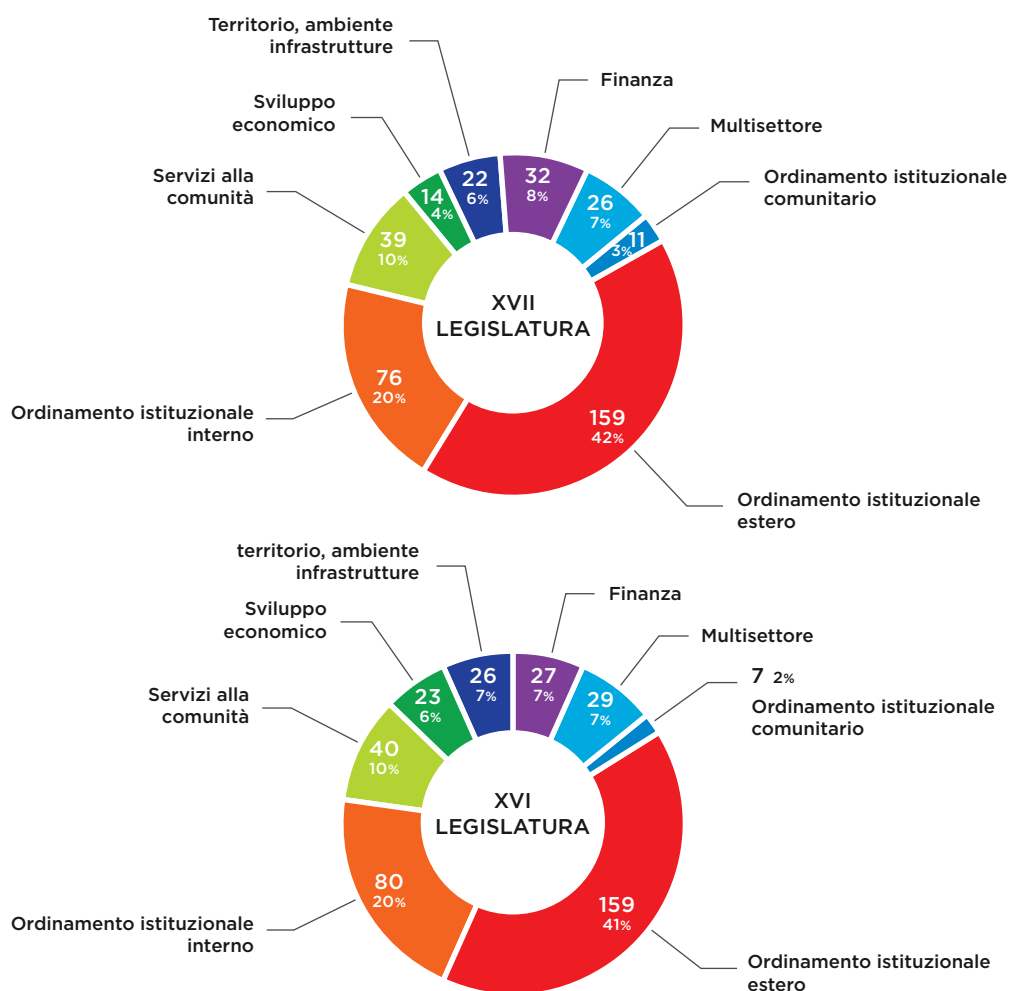 Territorio, ambiente
infrastrutture
Finanza
Sviluppo
economico
Multisettore
Servizi alla
comunità
Ordinamento istituzionale
comunitario
14
4%
22
6%
32
8%
26
7%
11
3%
39
10%
XVII
LEGISLATURA
76
20%
Ordinamento istituzionale
interno
159
42%
Ordinamento istituzionale
estero
territorio, ambiente
infrastrutture
Finanza
Sviluppo
economico
Multisettore
7 2%
Ordinamento istituzionale
comunitario
Servizi alla
comunità
23
6%
26
7%
27
7%
29
7%
40
10%
XVI
LEGISLATURA
80
20%
Ordinamento istituzionale
interno
159
41%
Ordinamento istituzionale
estero